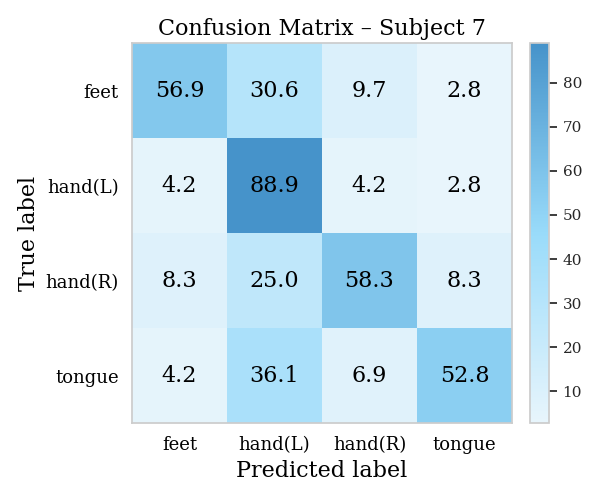 Confusion Matrix – Subject 7
feet 56.9 30.6 9.7 2.8
hand(L) 4.2 88.9 4.2 2.8
hand(R) 8.3 25.0 58.3 8.3
tongue 4.2 36.1 6.9 52.8
feet hand(L) hand(R) tongue
Predicted label
True label
80
70
60
50
40
30
20
10